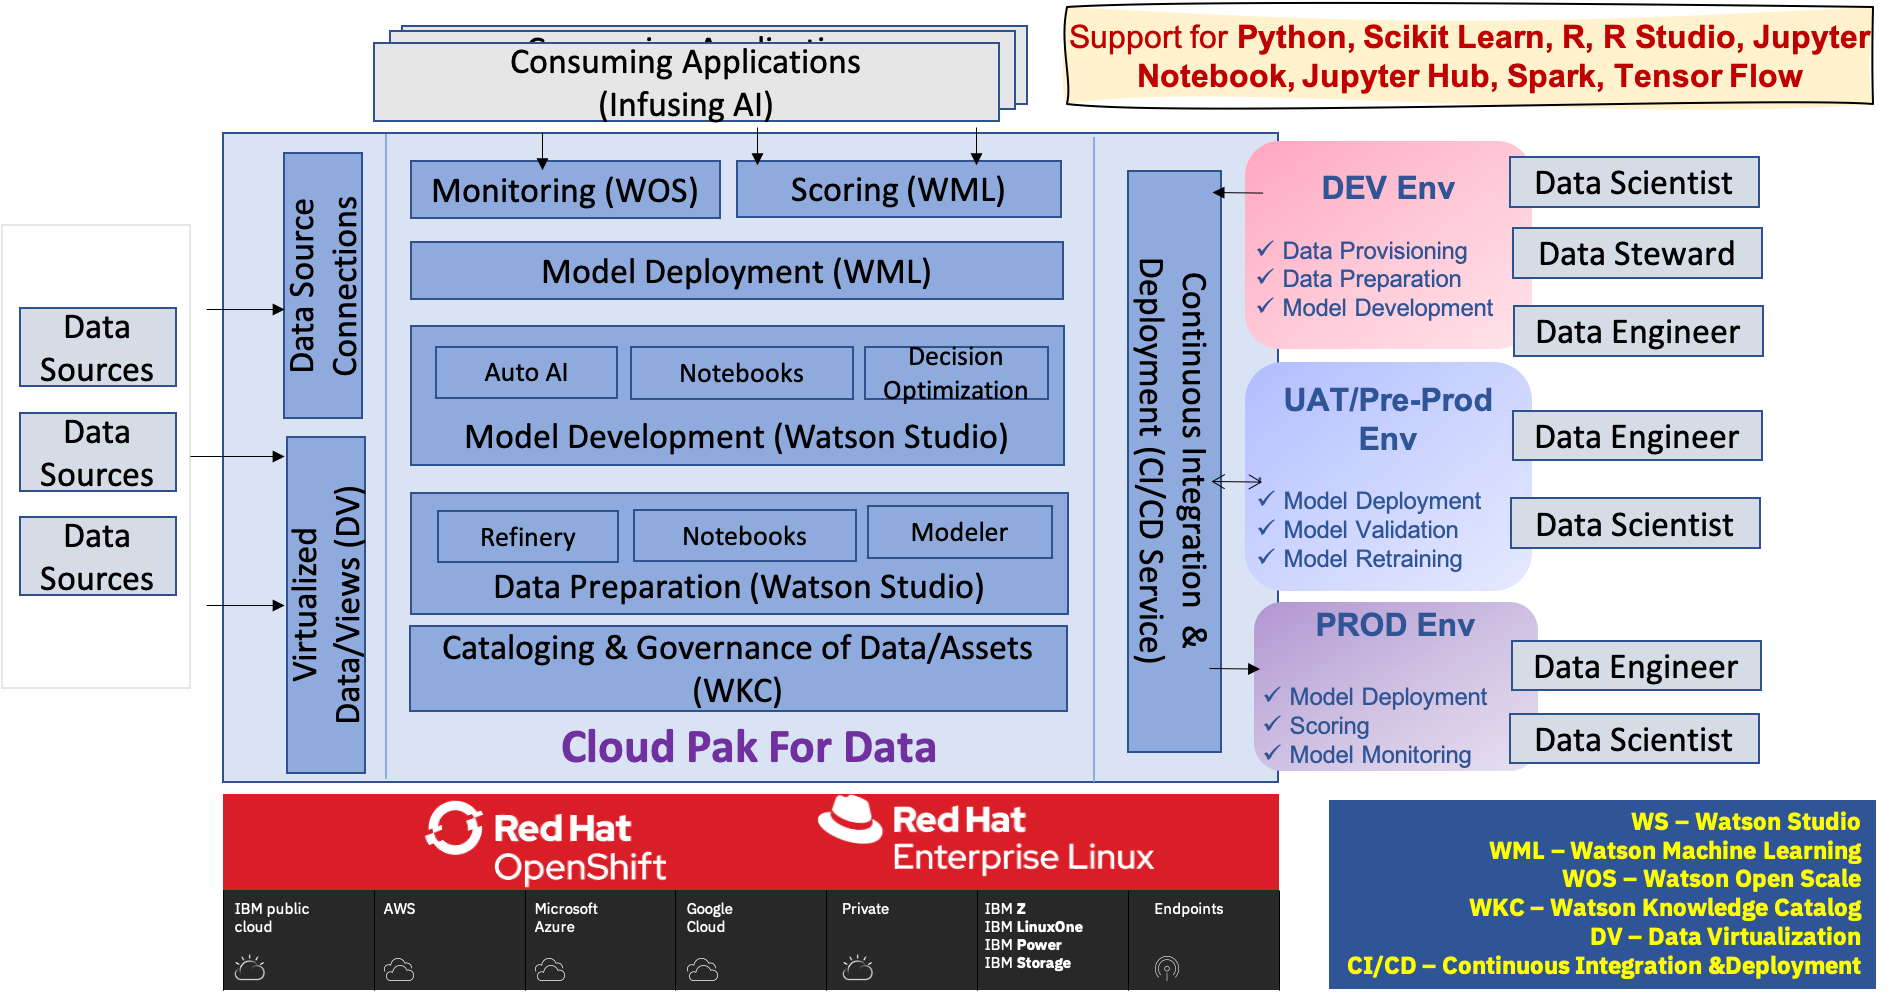 Support for Python, Scikit Learn, R, R Studio, Jupyter
Notebook, Jupyter Hub, Spark, Tensor Flow
Consuming Applications
(Infusing AI)
Data
Sources
Data
Sources
Data
Sources
Data Source
Connections
Virtualized
Data/Views (DV)
Monitoring (WOS)
Scoring (WML)
Model Deployment (WML)
Auto AI
Notebooks
Decision
Optimization
Model Development (Watson Studio)
Refinery
Notebooks
Modeler
Data Preparation (Watson Studio)
Cataloging & Governance of Data/Assets
(WKC)
Cloud Pak For Data
Continuous Integration &
Deployment (CI/CD Service)
DEV Env
✓ Data Provisioning
✓ Data Preparation
✓ Model Development
Data Scientist
Data Steward
Data Engineer
UAT/Pre-Prod
Env
✓ Model Deployment
✓ Model Validation
✓ Model Retraining
Data Engineer
Data Scientist
PROD Env
✓ Model Deployment
✓ Scoring
✓ Model Monitoring
Data Engineer
Data Scientist
Red Hat
OpenShift
Red Hat
Enterprise Linux
IBM public
cloud
AWS
Microsoft
Azure
Google
Cloud
Private
IBM Z
IBM LinuxOne
IBM Power
IBM Storage
Endpoints
WS – Watson Studio
WML – Watson Machine Learning
WOS – Watson Open Scale
WKC – Watson Knowledge Catalog
DV – Data Virtualization
CI/CD – Continuous Integration &Deployment